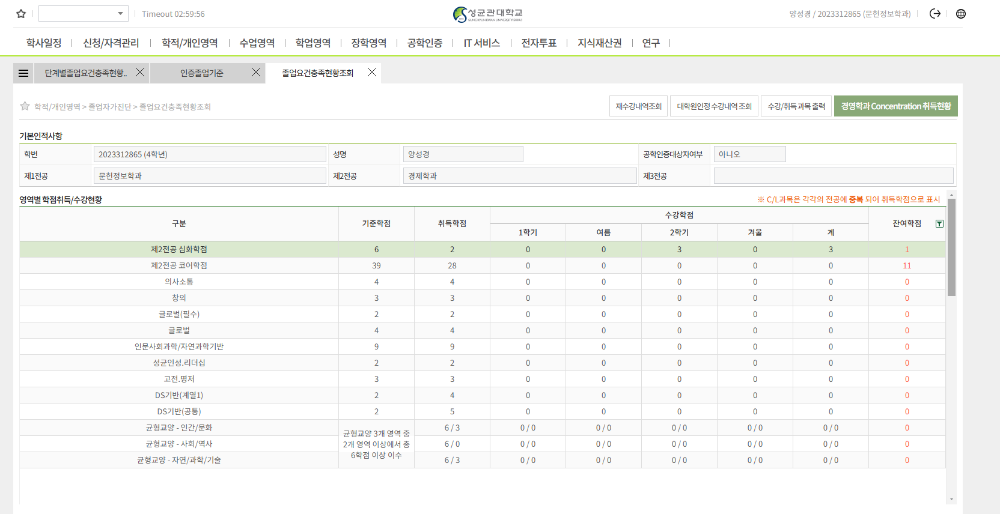 Timeout 02:59:56
성균관대학교
SUNGKYUNKWAN UNIVERSITY(SKKU)
양성경 / 2023312865 (문헌정보학과)
학사일정 신청/자격관리 학적/개인영역 수업영역 학업영역 장학영역 공학인증 IT 서비스 전자투표 지식재산권 연구
단계별졸업요건충족현황.. 인증졸업기준 졸업요건충족현황조회
학적/개인영역 > 졸업자가진단 > 졸업요건충족현황조회
재수강내역조회 대학원인정 수강내역 조회 수강/취득 과목 출력 경영학과 Concentration 취득현황
기본인적사항
학번 2023312865 (4학년) 성명 양성경 공학인증대상자여부 아니오
제1전공 문헌정보학과 제2전공 경제학과 제3전공
영역별 학점취득/수강현황 ※ C/L과목은 각각의 전공에 중복 되어 취득학점으로 표시
구분 기준학점 취득학점 수강학점 잔여학점
1학기 여름 2학기 겨울 계
제2전공 심화학점 6 2 0 0 3 0 3 1
제2전공 코어학점 39 28 0 0 0 0 0 11
의사소통 4 4 0 0 0 0 0 0
창의 3 3 0 0 0 0 0 0
글로벌(필수) 2 2 0 0 0 0 0 0
글로벌 4 4 0 0 0 0 0 0
인문사회과학/자연과학기반 9 9 0 0 0 0 0 0
성균인성.리더십 2 2 0 0 0 0 0 0
고전.명저 3 3 0 0 0 0 0 0
DS기반(계열1) 2 4 0 0 0 0 0 0
DS기반(공통) 2 5 0 0 0 0 0 0
균형교양 - 인간/문화 6 / 3 0 / 0 0 / 0 0 / 0 0 / 0 0 / 0 0
균형교양 3개 영역 중
2개 영역 이상에서 총
6학점 이상 이수
균형교양 - 사회/역사 6 / 0 0 / 0 0 / 0 0 / 0 0 / 0 0 / 0 0
균형교양 - 자연/과학/기술 6 / 3 0 / 0 0 / 0 0 / 0 0 / 0 0 / 0 0